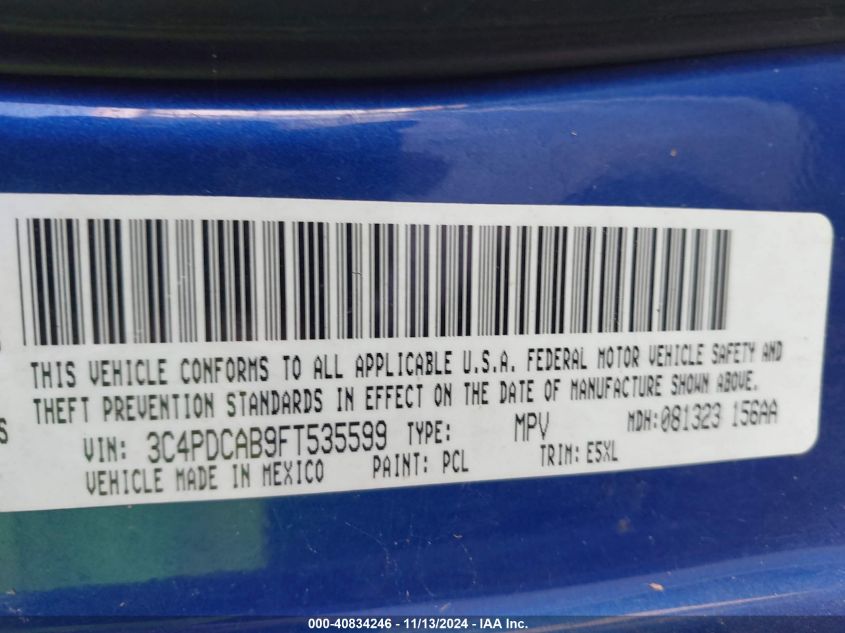 THIS VEHICLE CONFORMS TO ALL APPLICABLE U.S.A. FEDERAL MOTOR VEHICLE SAFETY AND
THEFT PREVENTION STANDARDS IN EFFECT ON THE DATE OF MANUFACTURE SHOWN ABOVE.
S
VIN: 3C4PDCAB9FT535599 TYPE: MPV MDH:081323 156AA
VEHICLE MADE IN MEXICO PAINT: PCL TRIM: E5XL
000-40834246 - 11/13/2024 - IAA Inc.